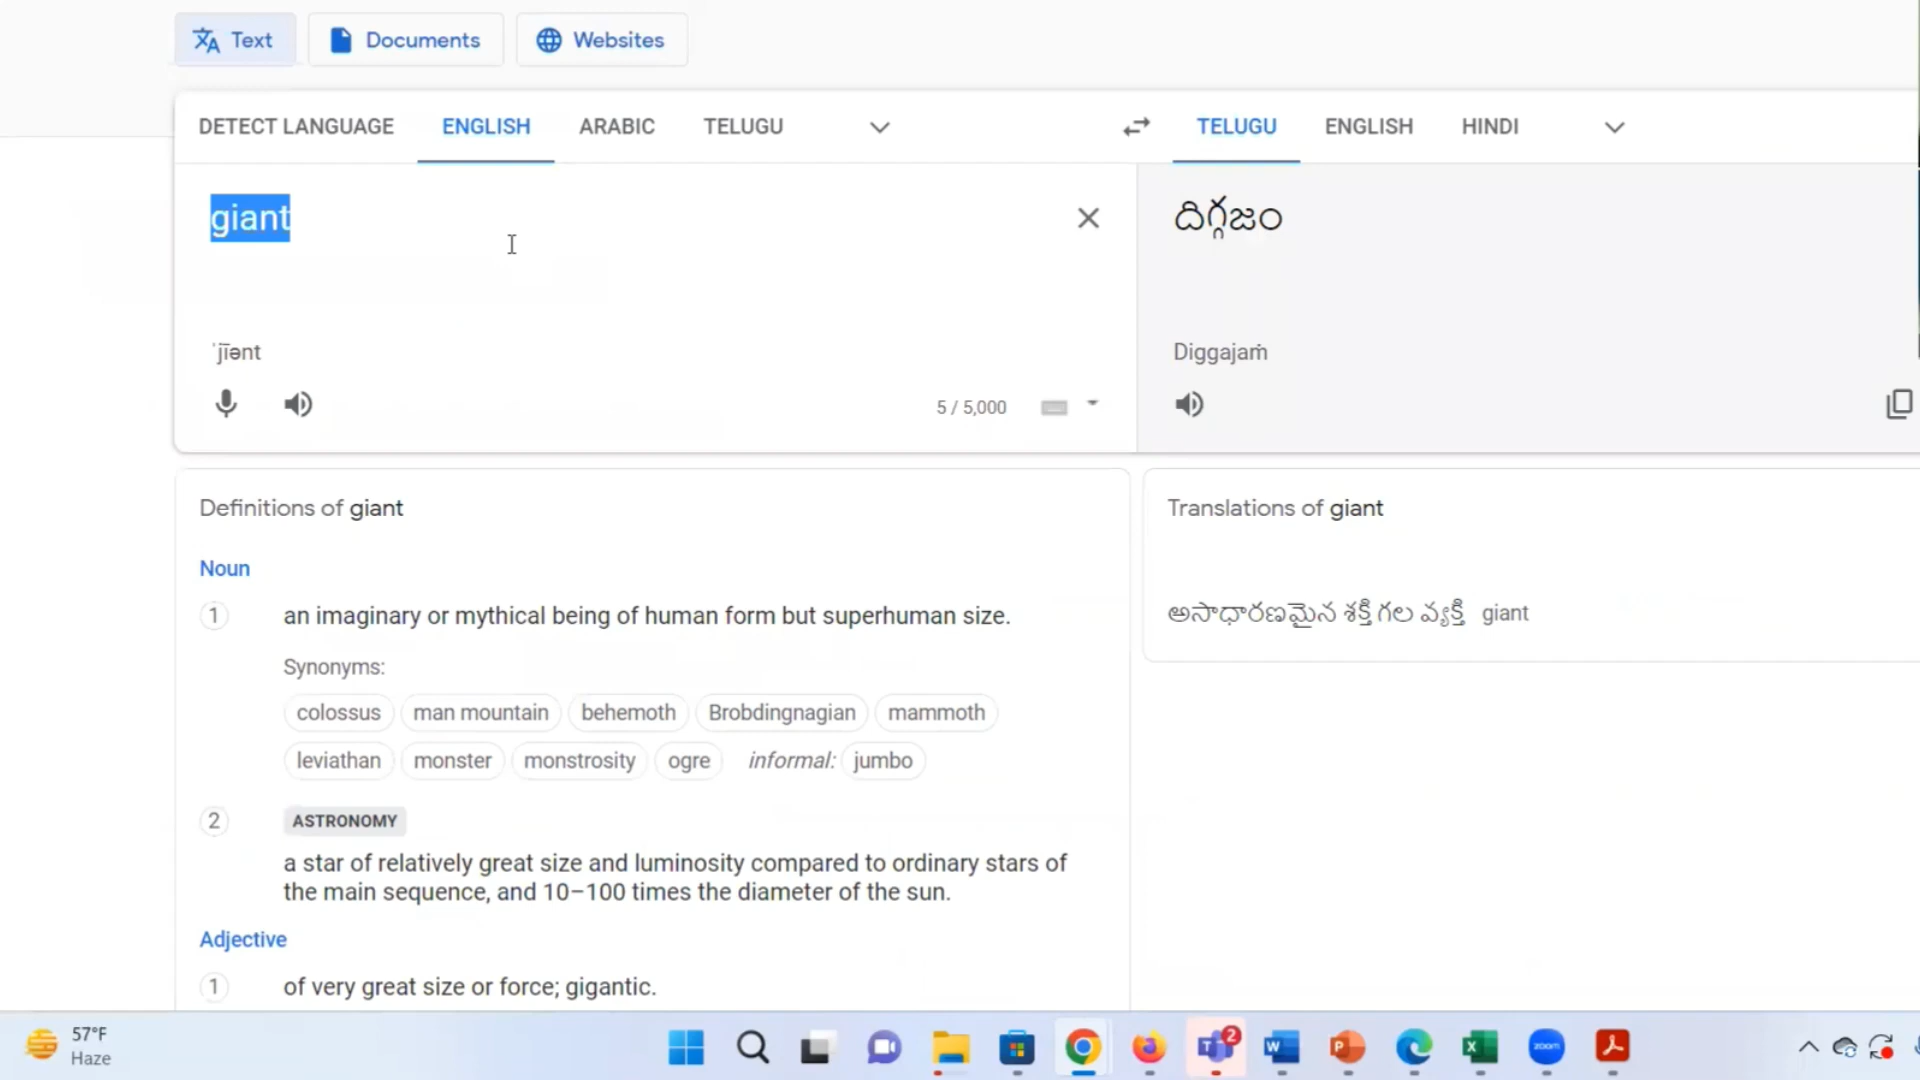 Text Documents Websites
DETECT LANGUAGE ENGLISH ARABIC TELUGU TELUGU ENGLISH HINDI
giant
దిగ్గజం
ˈjīənt
Diggajaṁ
5 / 5,000
Definitions of giant
Noun
1 an imaginary or mythical being of human form but superhuman size.
Synonyms:
colossus man mountain behemoth Brobdingnagian mammoth
leviathan monster monstrosity ogre informal: jumbo
2 ASTRONOMY
a star of relatively great size and luminosity compared to ordinary stars of
the main sequence, and 10–100 times the diameter of the sun.
Adjective
1 of very great size or force; gigantic.
Translations of giant
అసాధారణమైన శక్తి గల వ్యక్తి giant
57°F
Haze
2
T W P zoom X